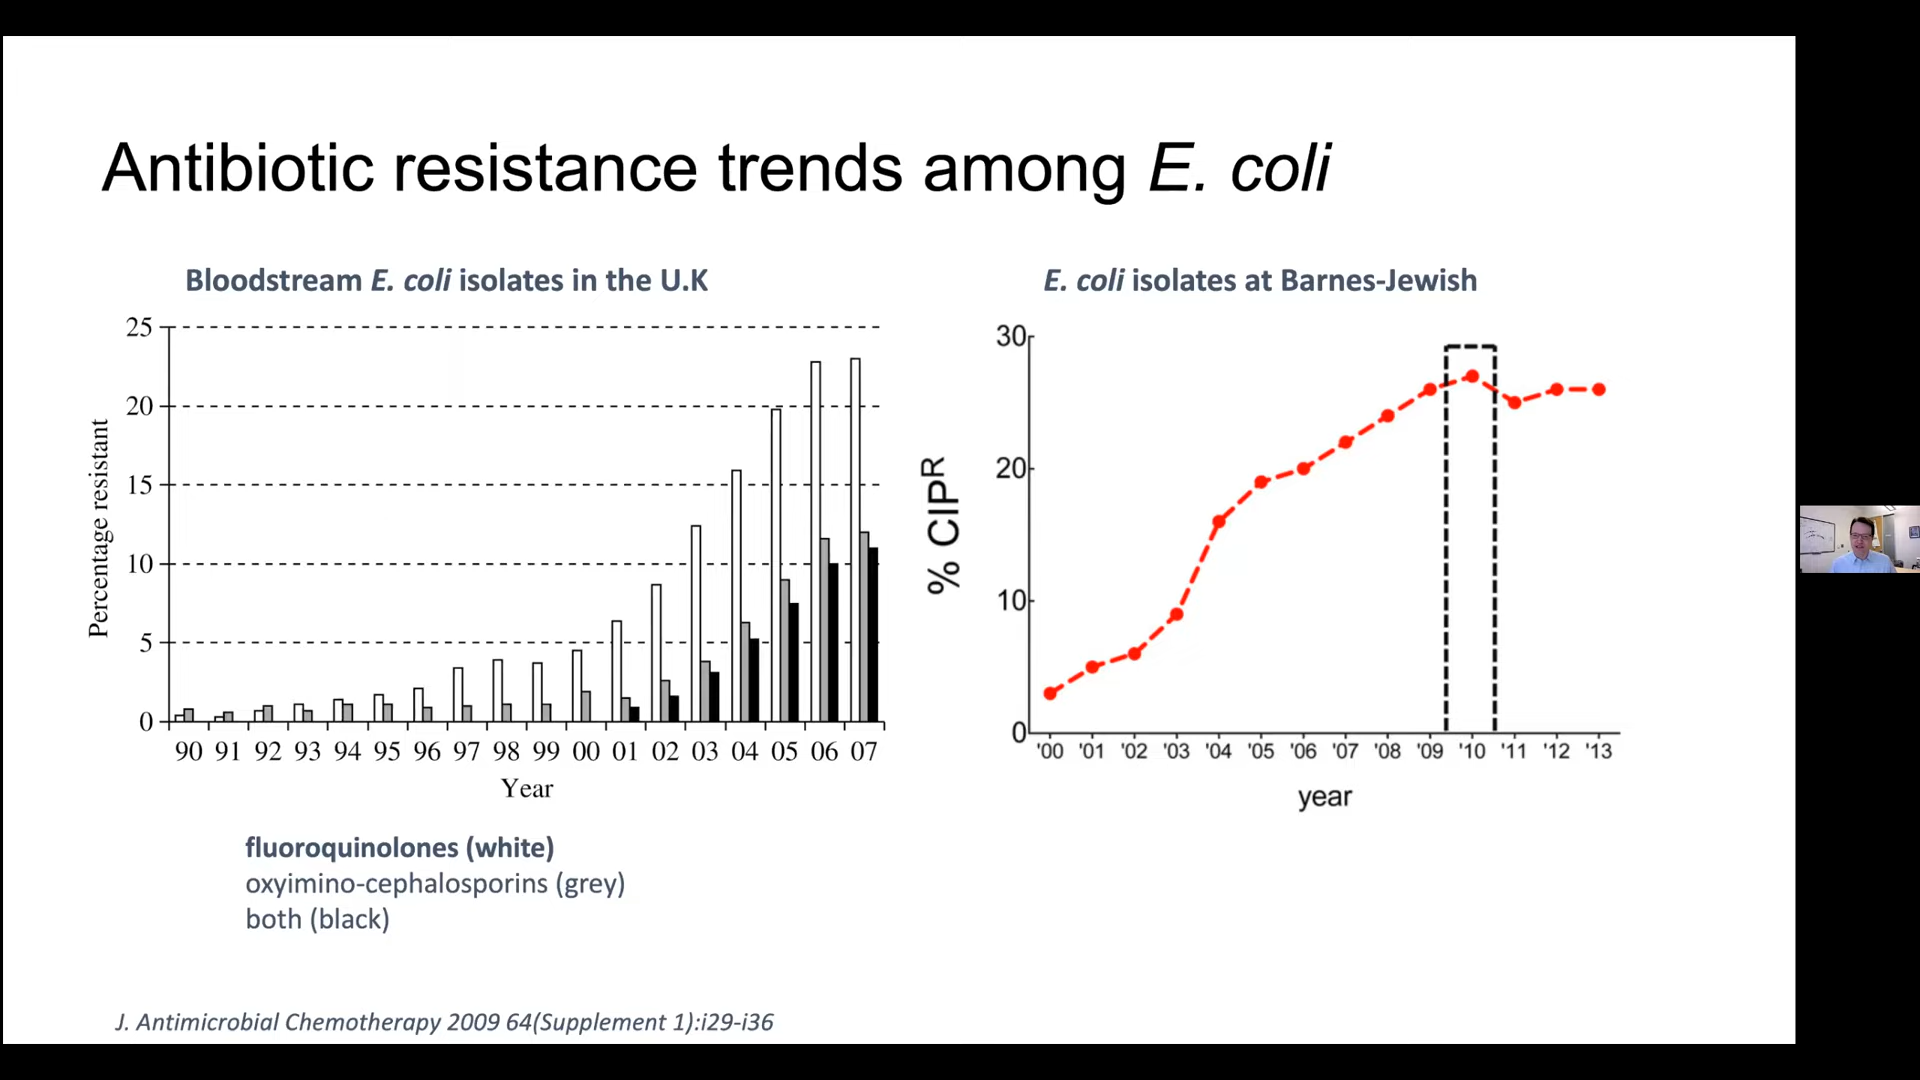 Antibiotic resistance trends among E. coli
Bloodstream E. coli isolates in the U.K
25
20
15
10
5
0
Percentage resistant
90 91 92 93 94 95 96 97 98 99 00 01 02 03 04 05 06 07
Year
fluoroquinolones (white)
oxyimino-cephalosporins (grey)
both (black)
E. coli isolates at Barnes-Jewish
30
20
10
0
% CIPR
'00 '01 '02 '03 '04 '05 '06 '07 '08 '09 '10 '11 '12 '13
year
J. Antimicrobial Chemotherapy 2009 64(Supplement 1):i29-i36